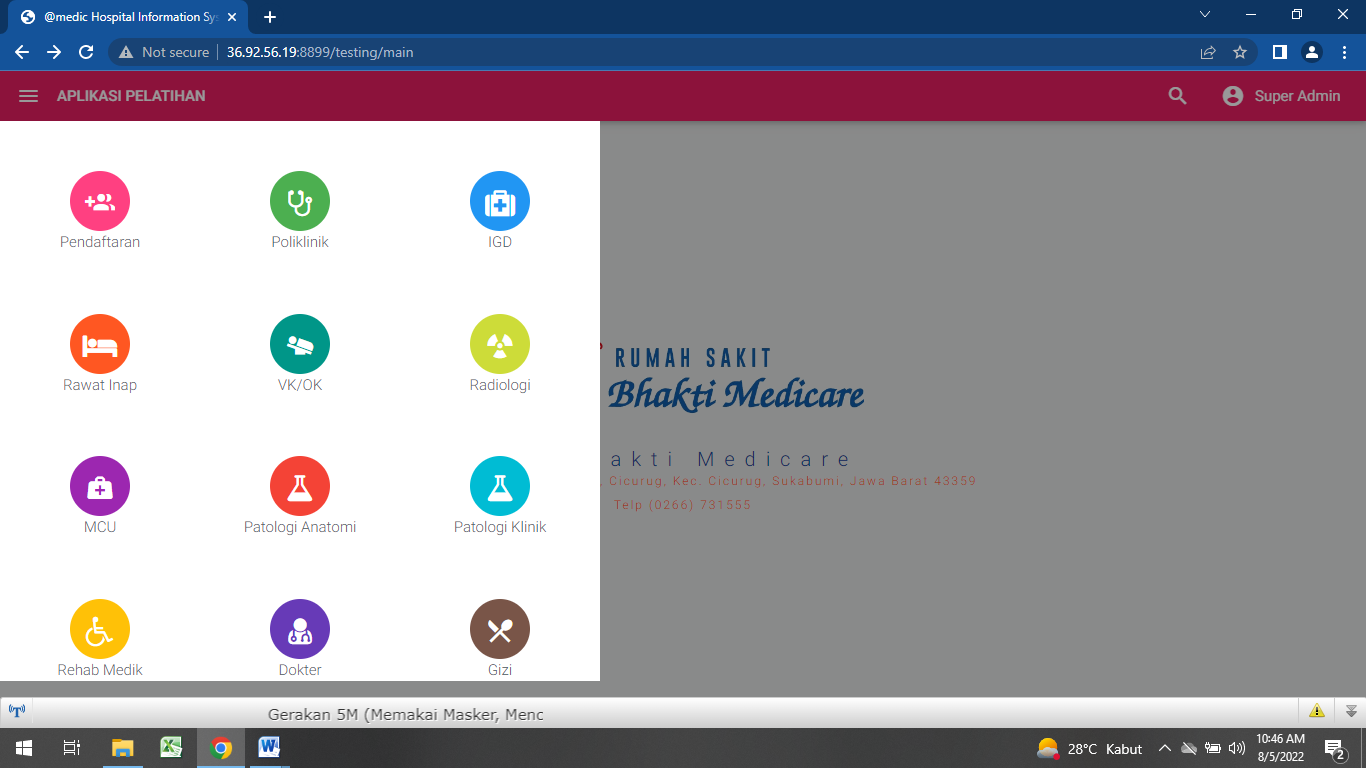 @medic Hospital Information Sys
Not secure
36.92.56.19:8899/testing/main
APLIKASI PELATIHAN
Super Admin
Pendaftaran
Poliklinik
IGD
Rawat Inap
VK/OK
Radiologi
MCU
Patologi Anatomi
Patologi Klinik
Rehab Medik
Dokter
Gizi
RUMAH SAKIT
Bhakti Medicare
akti Medicare
, Cicurug, Kec. Cicurug, Sukabumi, Jawa Barat 43359
Telp (0266) 731555
Gerakan 5M (Memakai Masker, Menc
28°C Kabut
10:46 AM
8/5/2022
2